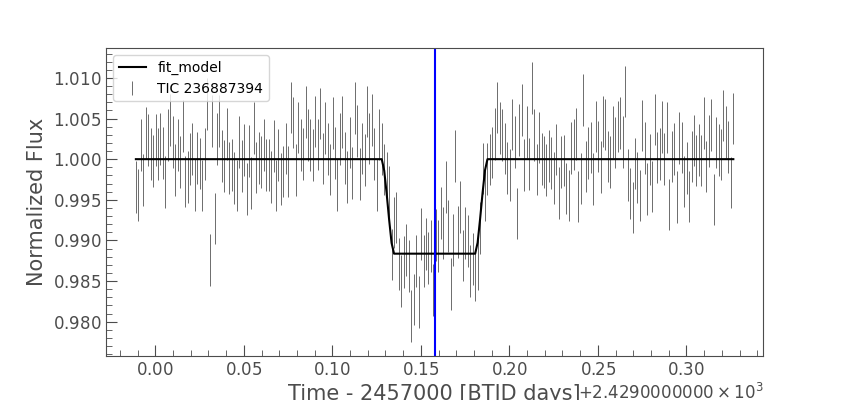 fit_model
TIC 236887394
1.010
1.005
1.000
0.995
0.990
0.985
0.980
Normalized Flux
0.00 0.05 0.10 0.15 0.20 0.25 0.30
Time - 2457000 [BTJD days]
+2.4290000000 × 10³